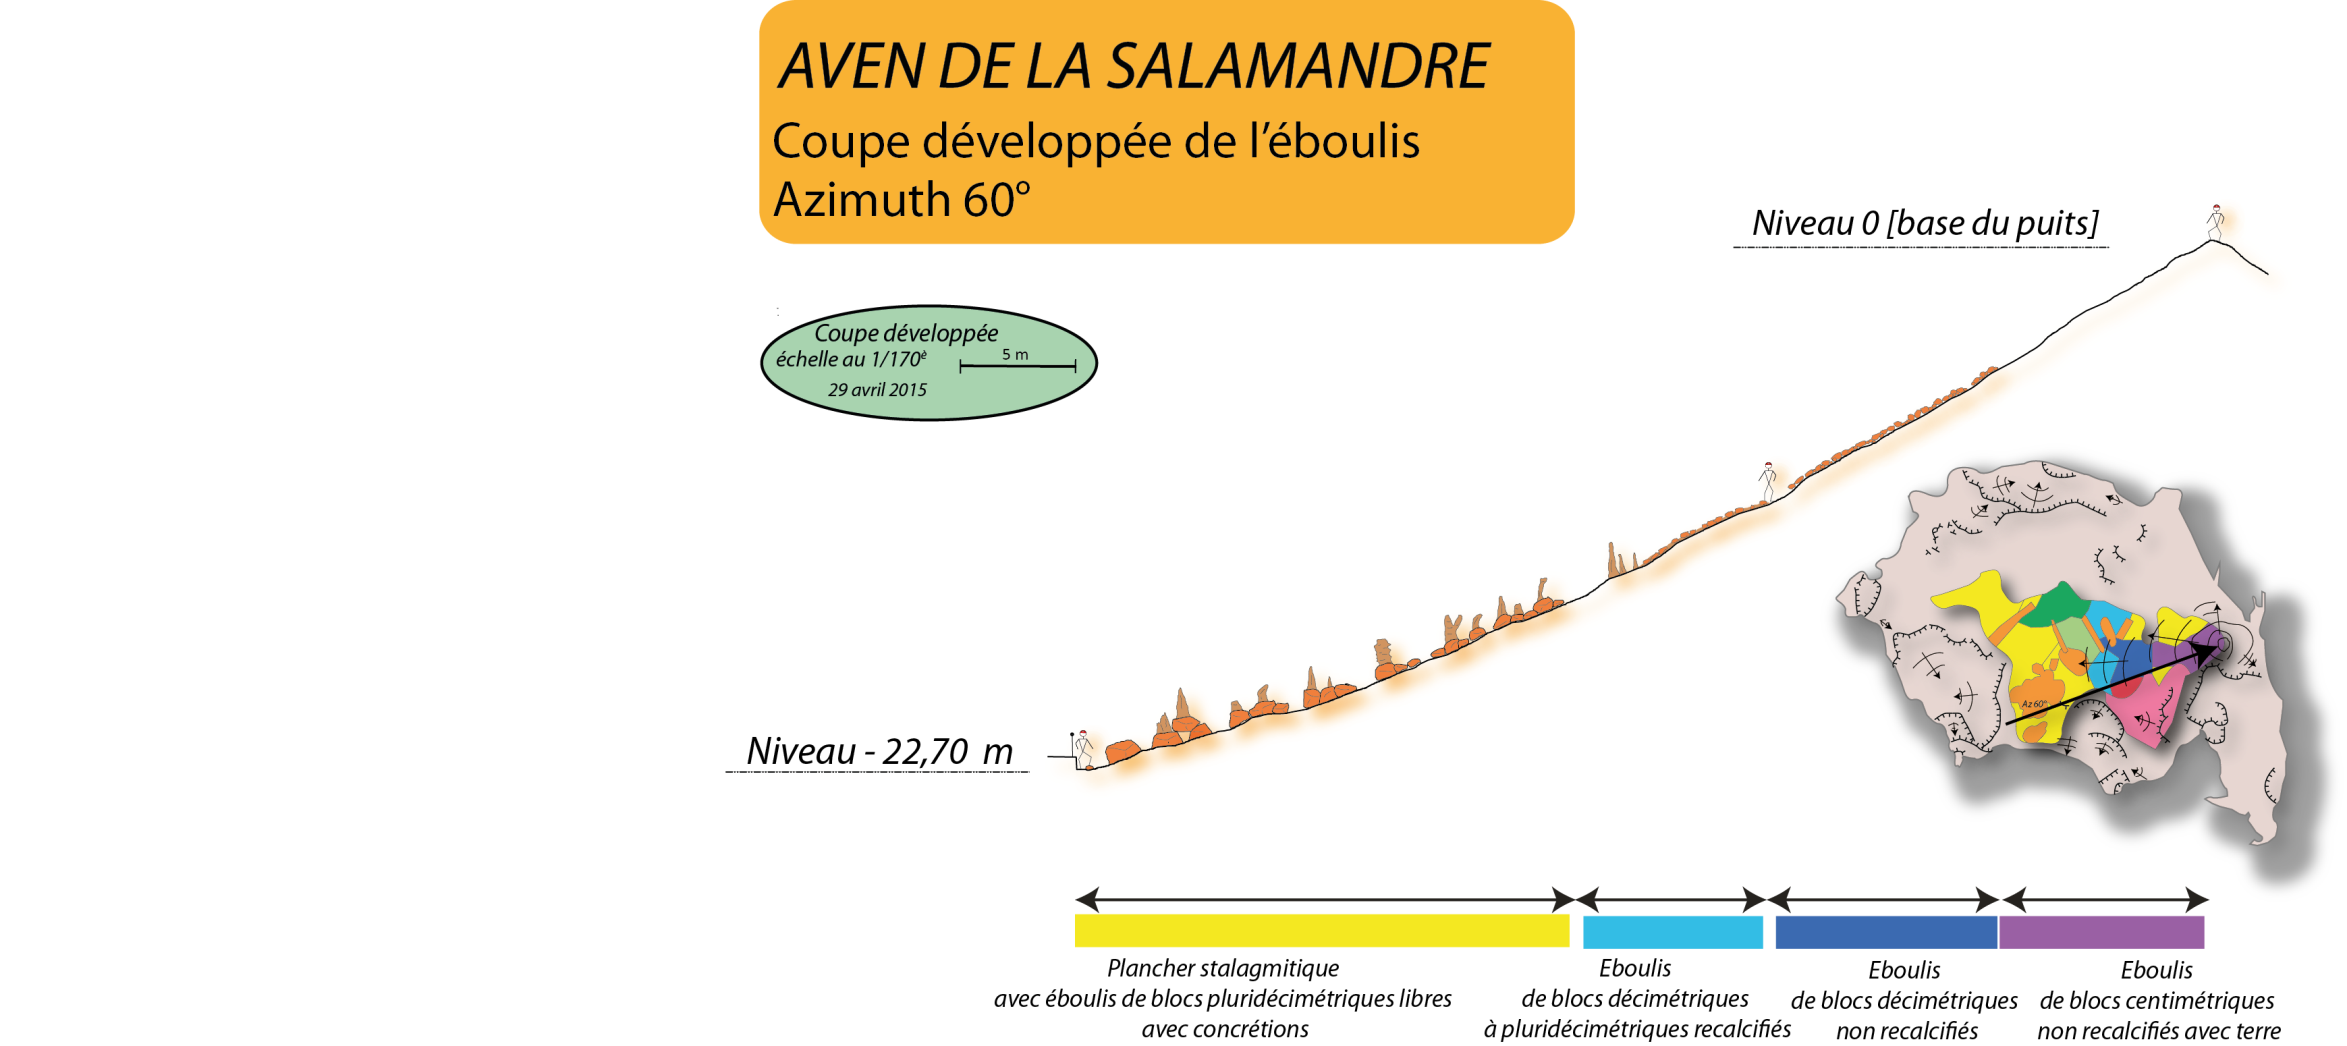 AVEN DE LA SALAMANDRE
Coupe développée de l’éboulis
Azimuth 60°
Niveau 0 [base du puits]
Coupe développée
échelle au 1/170è
5 m
29 avril 2015
Niveau - 22,70 m
Az 60°
Plancher stalagmitique
avec éboulis de blocs pluridécimétriques libres
avec concrétions
Eboulis
de blocs décimétriques
à pluridécimétriques recalcifiés
Eboulis
de blocs décimétriques
non recalcifiés
Eboulis
de blocs centimétriques
non recalcifiés avec terre